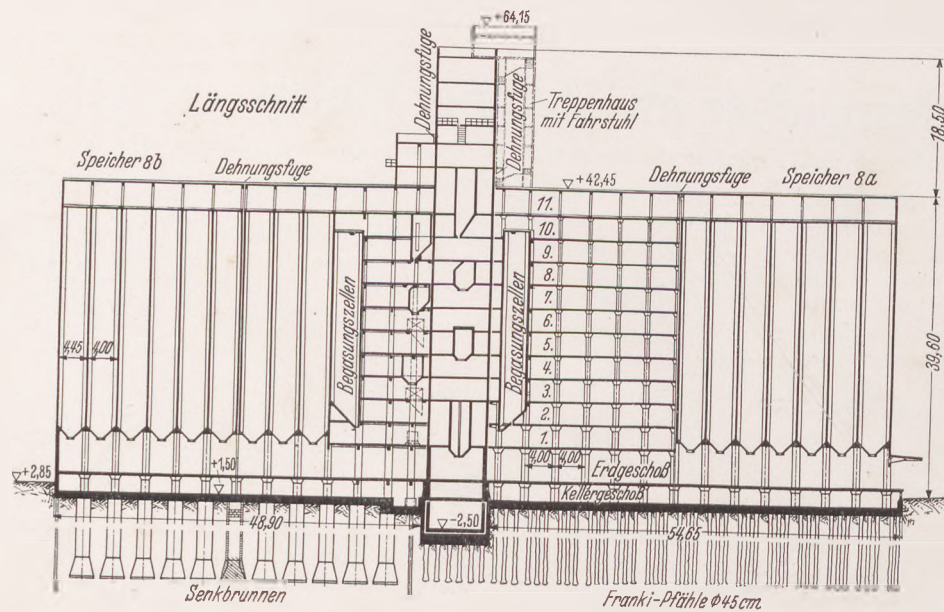 +64,15
Längsschnitt
Dehnungsfuge
Dehnungsfuge
Treppenhaus
mit Fahrstuhl
18,50
Speicher 8b
Dehnungsfuge
+42,45
Dehnungsfuge
Speicher 8a
11.
10.
9.
8.
7.
6.
5.
4.
3.
2.
1.
Begasungszellen
Begasungszellen
4,45
4,00
39,60
4,00
4,00
Erdgeschoß
Kellergeschoß
+2,85
+1,50
-2,50
48,90
54,65
Senkbrunnen
Franki-Pfähle Φ45cm